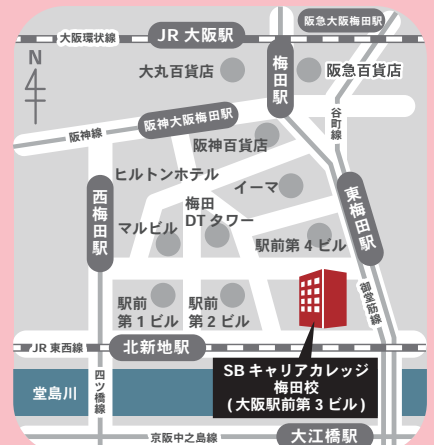 阪急大阪梅田駅
大阪環状線
JR 大阪駅
N
大丸百貨店
梅田駅
阪急百貨店
谷町線
阪神線
阪神大阪梅田駅
阪神百貨店
ヒルトンホテル
イーマ
西梅田駅
梅田
DT タワー
マルビル
東梅田駅
駅前第 4 ビル
御堂筋線
駅前
第 1 ビル
駅前
第 2 ビル
JR 東西線
北新地駅
SB キャリアカレッジ
梅田校
( 大阪駅前第 3 ビル )
堂島川
四ツ橋線
京阪中之島線
大江橋駅